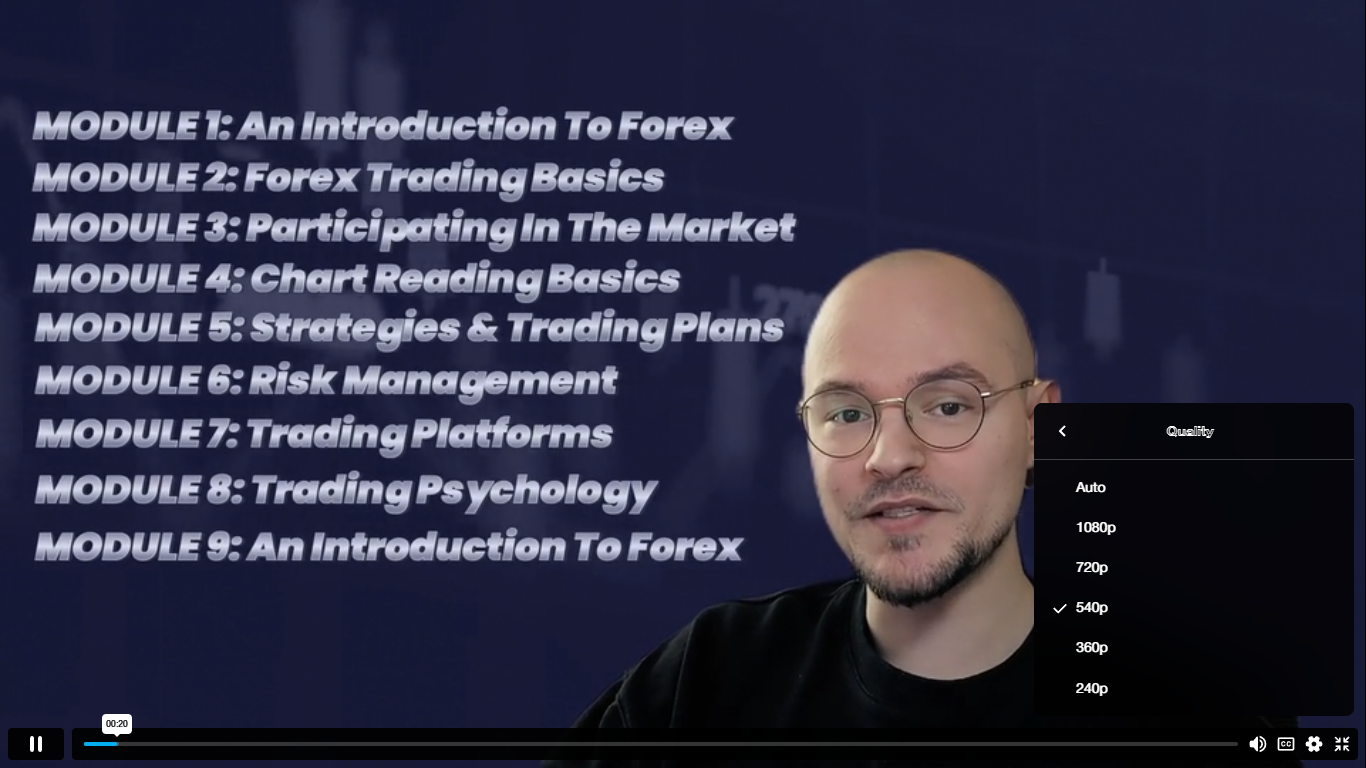 MODULE 1: An Introduction To Forex
MODULE 2: Forex Trading Basics
MODULE 3: Participating In The Market
MODULE 4: Chart Reading Basics
MODULE 5: Strategies & Trading Plans
MODULE 6: Risk Management
MODULE 7: Trading Platforms
MODULE 8: Trading Psychology
MODULE 9: An Introduction To Forex
Quality
Auto
1080p
720p
540p
360p
240p
00:20
CC